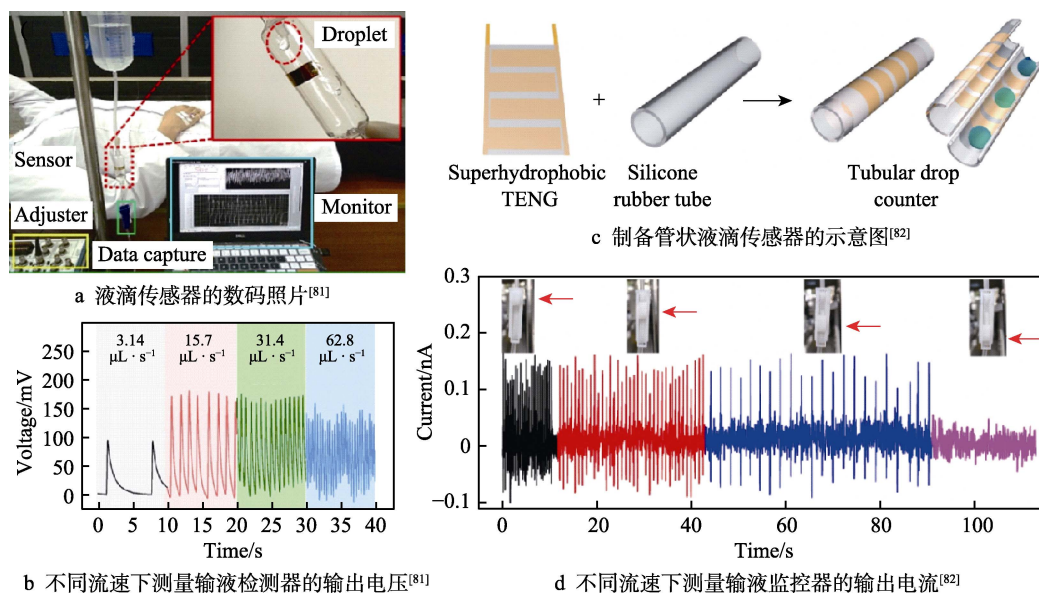 Droplet
Sensor
Adjuster
Data capture
Monitor
a 液滴传感器的数码照片[81]
+
Superhydrophobic
TENG
Silicone
rubber tube
Tubular drop
counter
c 制备管状液滴传感器的示意图[82]
3.14
μL · s⁻¹
15.7
μL · s⁻¹
31.4
μL · s⁻¹
62.8
μL · s⁻¹
Voltage/mV
250
200
150
100
50
0
0 5 10 15 20 25 30 35 40
Time/s
b 不同流速下测量输液检测器的输出电压[81]
Current/nA
0.3
0.2
0.1
0
−0.1
0 20 40 60 80 100
Time/s
d 不同流速下测量输液监控器的输出电流[82]